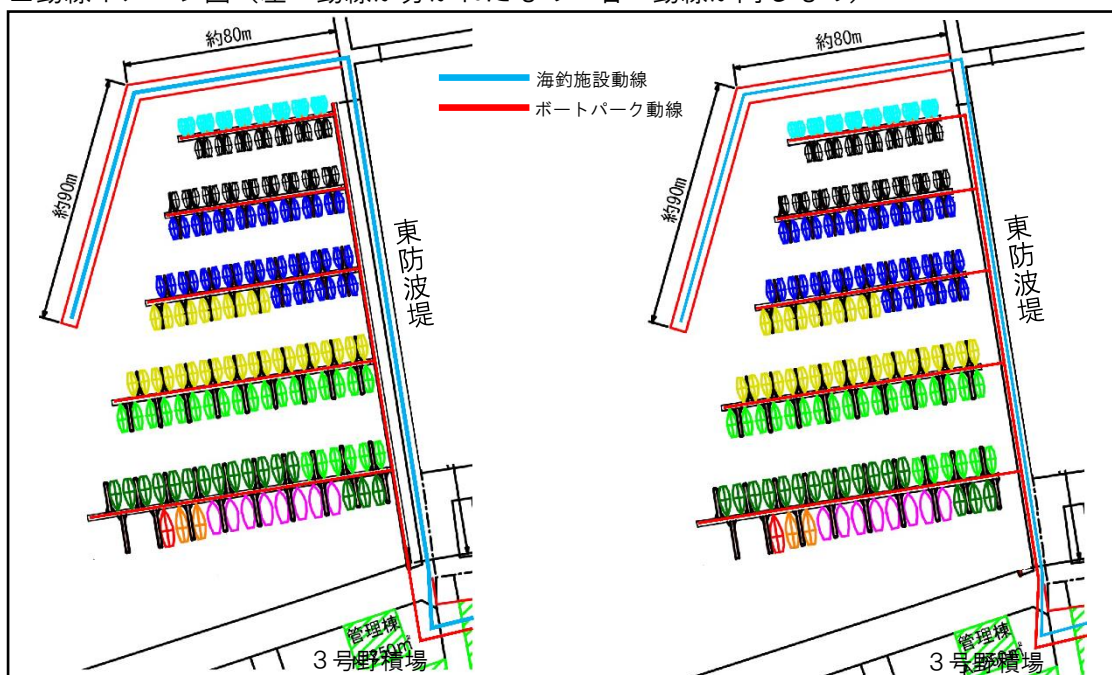 約80m
約80m
海釣施設動線
ボートパーク動線
約90m
約90m
東防波堤
東防波堤
管理棟
管理棟
3号野積場
3号野積場